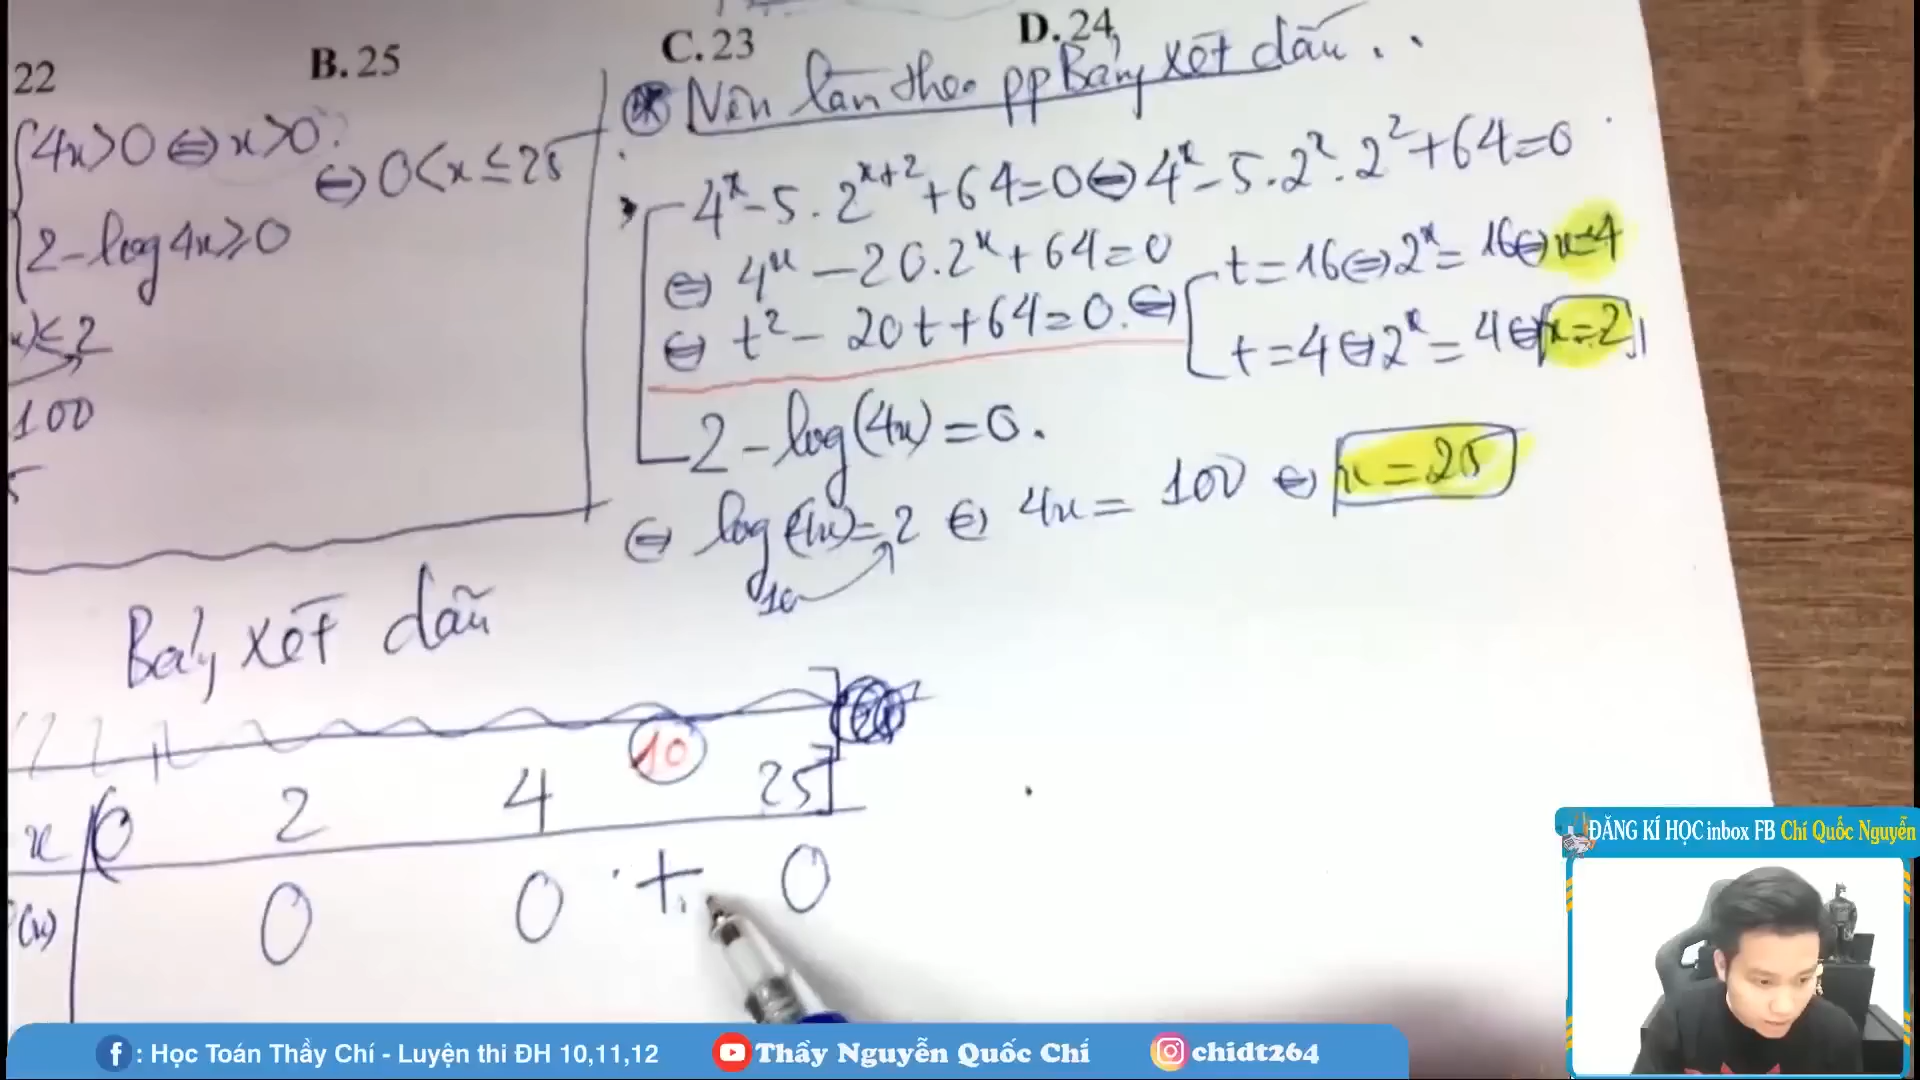 22 B. 25 C. 23 D. 24
4x>0 ⇔ x>0
⇔ 0<x≤25
2-log4x≥0
≤2
100
Nên làm theo pp Bảng xét dấu..
4^x-5.2^{x+2}+64=0 ⇔ 4^x-5.2^x.2^2+64=0
⇔ 4^x-20.2^x+64=0
⇔ t^2-20t+64=0. ⇔
t=16 ⇔ 2^x=16 ⇔ x=4
t=4 ⇔ 2^x=4 ⇔ x=2
2-log(4x)=0.
⇔ log(4x)=2 ⇔ 4x=100 ⇔ x=25
10
Bảng xét dấu
10
x 0 2 4 25
(x) 0 0 + 0
ĐĂNG KÍ HỌC inbox FB Chí Quốc Nguyễn
: Học Toán Thầy Chí - Luyện thi ĐH 10,11,12
Thầy Nguyễn Quốc Chí
chidt264